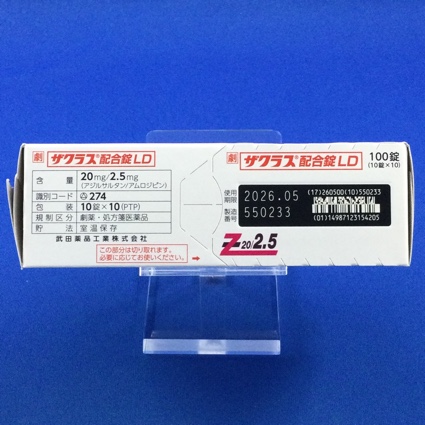 劇 ザクラス®配合錠LD
含量 20mg/2.5mg
(アジルサルタン/アムロジピン)
識別コード 274
包装 10錠×10(PTP)
規制区分 劇薬・処方箋医薬品
貯法 室温保存
武田薬品工業株式会社
この部分は切り取れます。
必要に応じてお使いください。
劇 ザクラス®配合錠LD 100錠
(10錠×10)
使用期限 2026.05
製造番号 550233
(17)260500(10)550233
(01)14987123154205
Z20/2.5